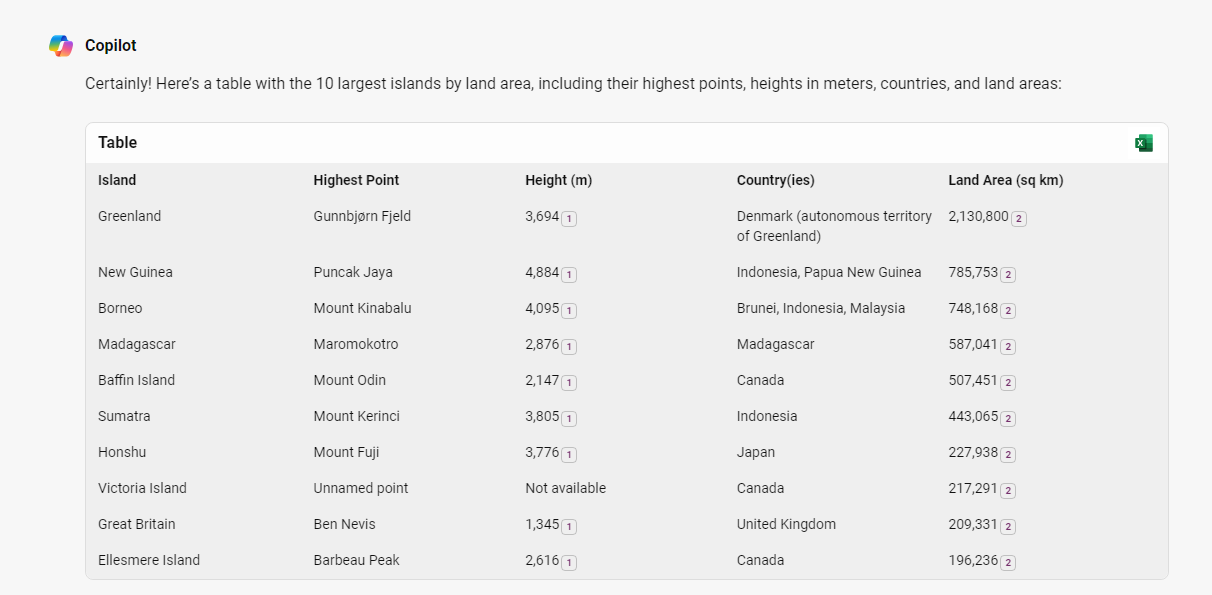 Copilot
Certainly! Here’s a table with the 10 largest islands by land area, including their highest points, heights in meters, countries, and land areas:
Table
Island Highest Point Height (m) Country(ies) Land Area (sq km)
Greenland Gunnbjørn Fjeld 3,694 1 Denmark (autonomous territory 2,130,800 2
of Greenland)
New Guinea Puncak Jaya 4,884 1 Indonesia, Papua New Guinea 785,753 2
Borneo Mount Kinabalu 4,095 1 Brunei, Indonesia, Malaysia 748,168 2
Madagascar Maromokotro 2,876 1 Madagascar 587,041 2
Baffin Island Mount Odin 2,147 1 Canada 507,451 2
Sumatra Mount Kerinci 3,805 1 Indonesia 443,065 2
Honshu Mount Fuji 3,776 1 Japan 227,938 2
Victoria Island Unnamed point Not available Canada 217,291 2
Great Britain Ben Nevis 1,345 1 United Kingdom 209,331 2
Ellesmere Island Barbeau Peak 2,616 1 Canada 196,236 2